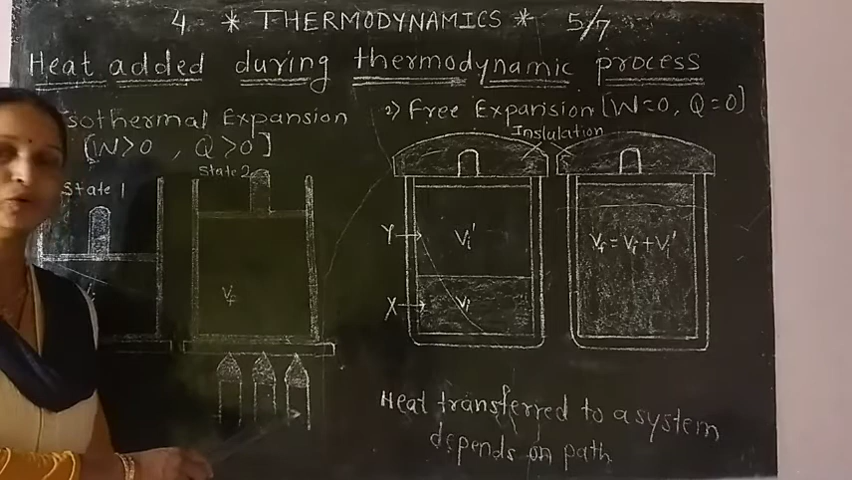 4 * THERMODYNAMICS * 5/7
Heat added during thermodynamic process
sothermal Expansion
[W>0 , Q>0]
State 1
State 2
Vf
2) Free Expansion [W=0, Q=0]
Inslulation
Y
Vi'
X
Vi
Vf = Vi + Vi'
Heat transferred to a system
depends on path